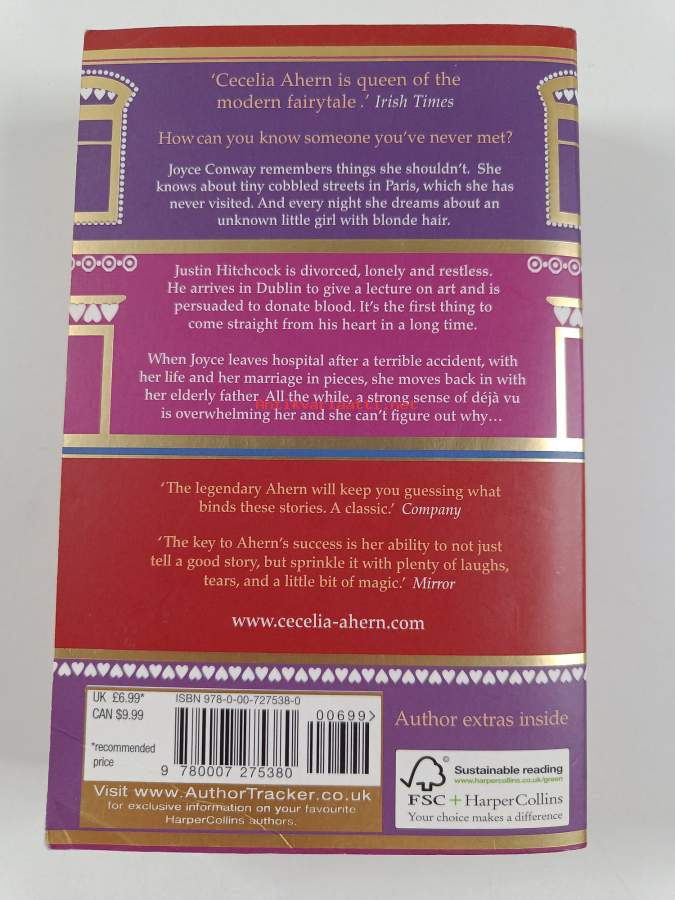 ‘Cecelia Ahern is queen of the
modern fairytale .’ Irish Times
How can you know someone you’ve never met?
Joyce Conway remembers things she shouldn’t. She
knows about tiny cobbled streets in Paris, which she has
never visited. And every night she dreams about an
unknown little girl with blonde hair.
Justin Hitchcock is divorced, lonely and restless.
He arrives in Dublin to give a lecture on art and is
persuaded to donate blood. It’s the first thing to
come straight from his heart in a long time.
When Joyce leaves hospital after a terrible accident, with
her life and her marriage in pieces, she moves back in with
her elderly father. All the while, a strong sense of déjà vu
antikvariaatti.net
is overwhelming her and she can’t figure out why…
‘The legendary Ahern will keep you guessing what
binds these stories. A classic.’ Company
‘The key to Ahern’s success is her ability to not just
tell a good story, but sprinkle it with plenty of laughs,
tears, and a little bit of magic.’ Mirror
www.cecelia-ahern.com
UK £6.99*
CAN $9.99
*recommended
price
ISBN 978-0-00-727538-0
00699>
9 780007 275380
Visit www.AuthorTracker.co.uk
for exclusive information on your favourite
HarperCollins authors.
Author extras inside
©
Sustainable reading
www.harpercollins.co.uk/green
FSC + HarperCollins
Your choice makes a difference